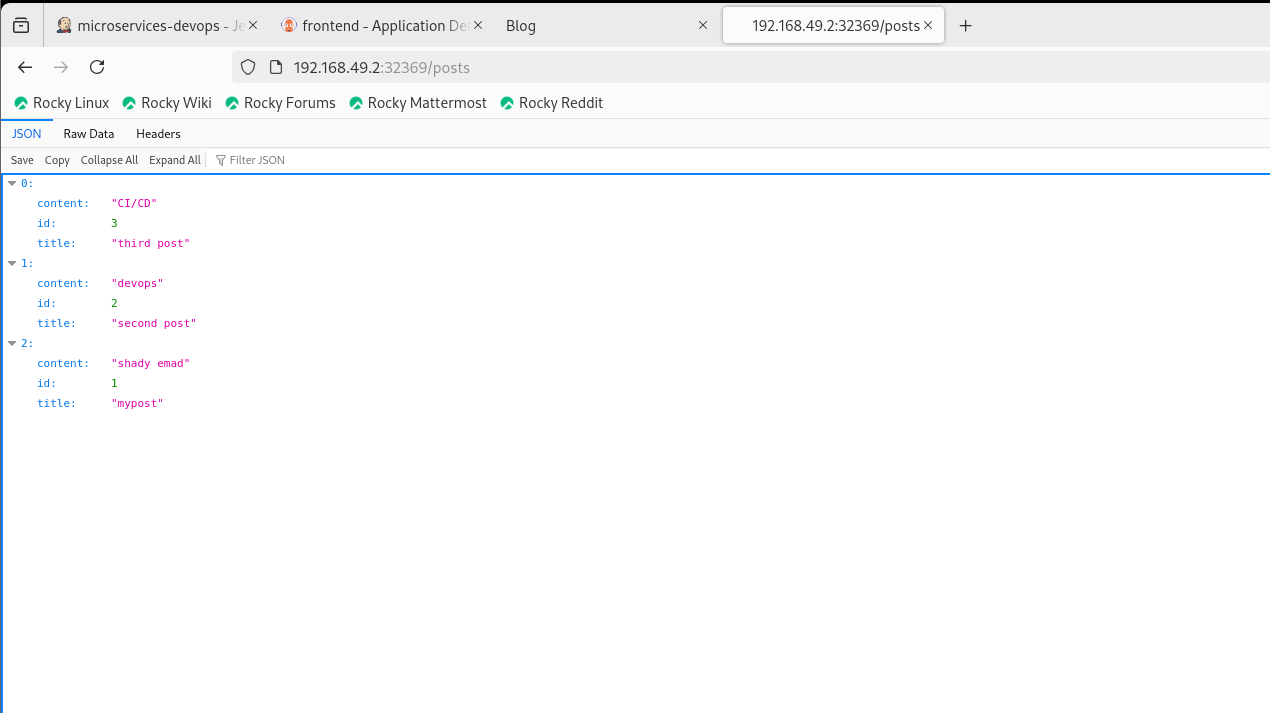 microservices-devops - Je
frontend - Application De
Blog
192.168.49.2:32369/posts
192.168.49.2:32369/posts
Rocky Linux
Rocky Wiki
Rocky Forums
Rocky Mattermost
Rocky Reddit
JSON
Raw Data
Headers
Save
Copy
Collapse All
Expand All
Filter JSON
0:
content: "CI/CD"
id: 3
title: "third post"
1:
content: "devops"
id: 2
title: "second post"
2:
content: "shady emad"
id: 1
title: "mypost"